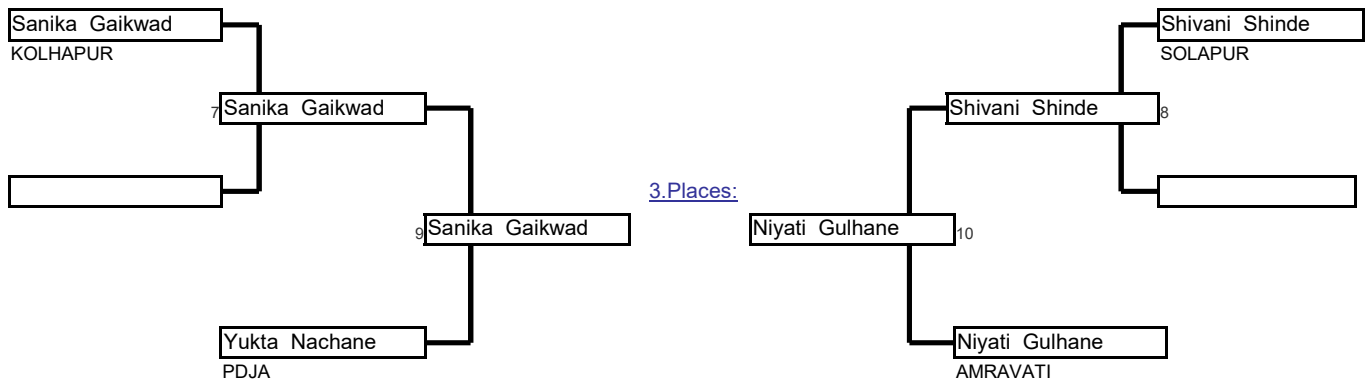 Sanika Gaikwad
KOLHAPUR
Shivani Shinde
SOLAPUR
7 Sanika Gaikwad
Shivani Shinde 8
3.Places:
9 Sanika Gaikwad
Niyati Gulhane 10
Yukta Nachane
PDJA
Niyati Gulhane
AMRAVATI